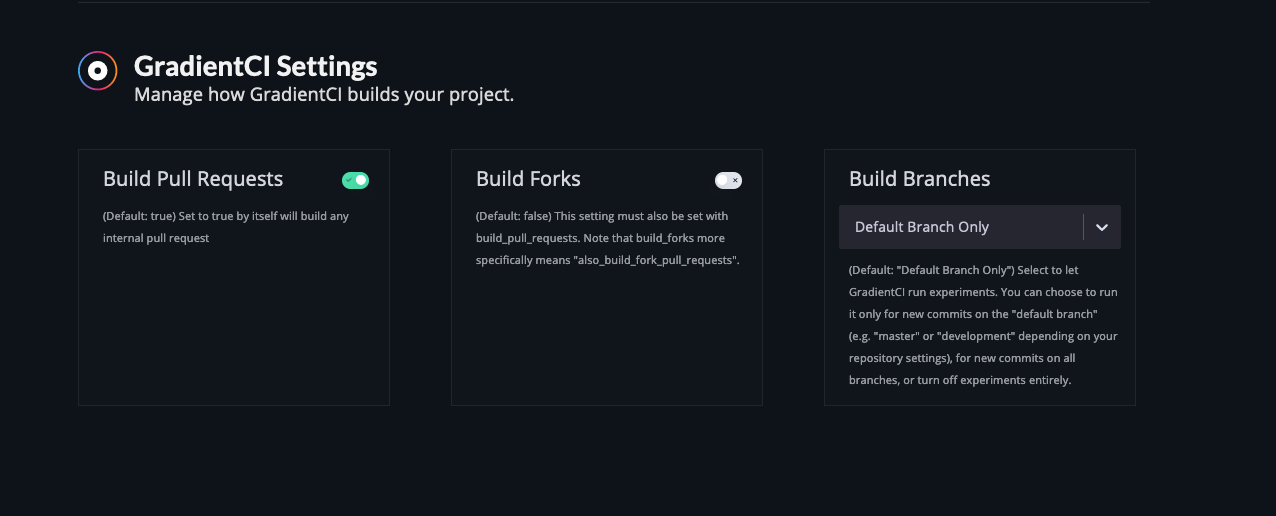 GradientCI Settings
Manage how GradientCI builds your project.
Build Pull Requests
(Default: true) Set to true by itself will build any
internal pull request
Build Forks
(Default: false) This setting must also be set with
build_pull_requests. Note that build_forks more
specifically means "also_build_fork_pull_requests".
Build Branches
Default Branch Only
(Default: "Default Branch Only") Select to let
GradientCI run experiments. You can choose to run
it only for new commits on the "default branch"
(e.g. "master" or "development" depending on your
repository settings), for new commits on all
branches, or turn off experiments entirely.